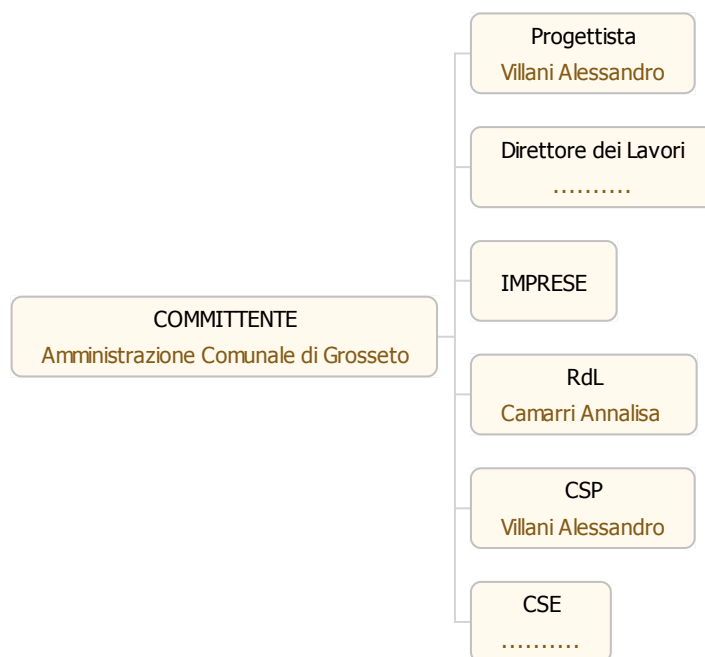 Progettista
Villani Alessandro
Direttore dei Lavori
..........
IMPRESE
COMMITTENTE
Amministrazione Comunale di Grosseto
RdL
Camarri Annalisa
CSP
Villani Alessandro
CSE
..........